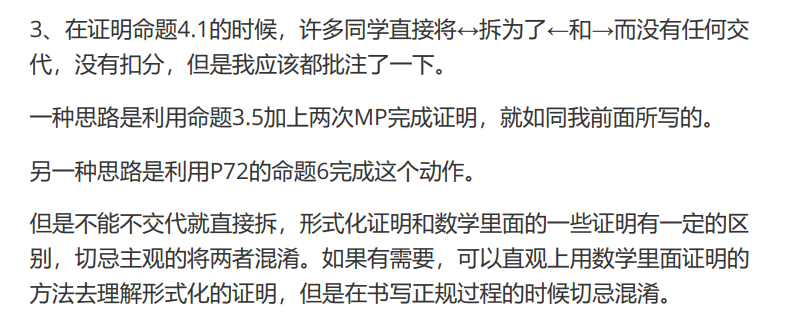 3、在证明命题4.1的时候，许多同学直接将↔拆为了←和→而没有任何交
代，没有扣分，但是我应该都批注了一下。
一种思路是利用命题3.5加上两次MP完成证明，就如同我前面所写的。
另一种思路是利用P72的命题6完成这个动作。
但是不能不交代就直接拆，形式化证明和数学里面的一些证明有一定的区
别，切忌主观的将两者混淆。如果有需要，可以直观上用数学里面证明的
方法去理解形式化的证明，但是在书写正规过程的时候切忌混淆。